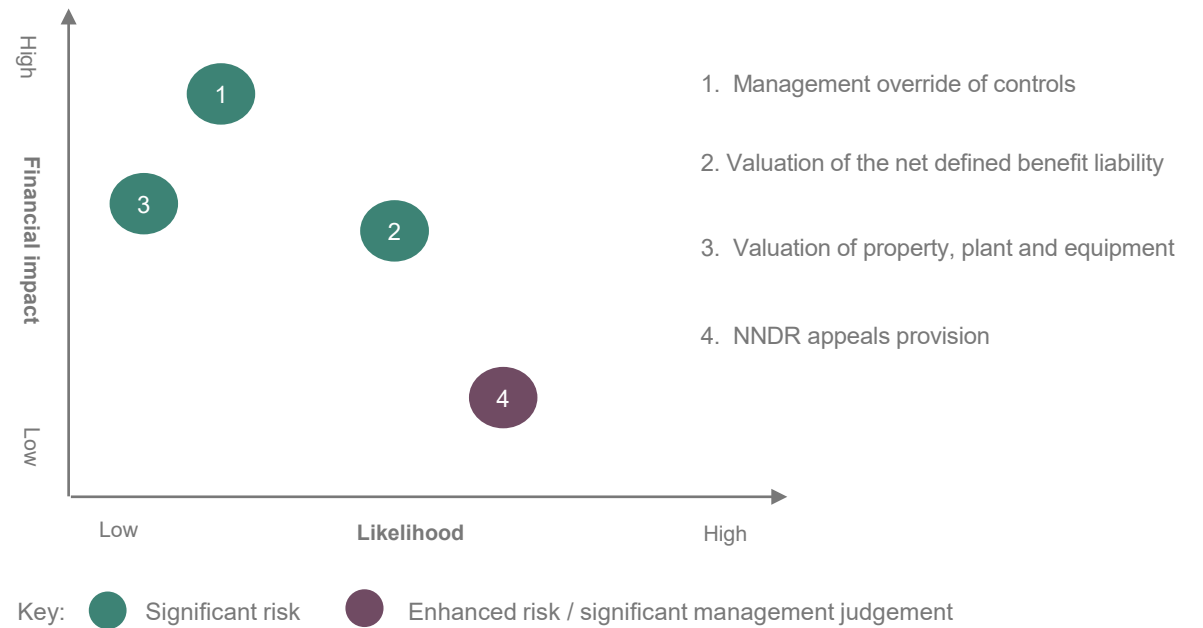 High
Financial impact
Low
1
3
2
4
1. Management override of controls
2. Valuation of the net defined benefit liability
3. Valuation of property, plant and equipment
4. NNDR appeals provision
Low
Likelihood
High
Key:
Significant risk
Enhanced risk / significant management judgement